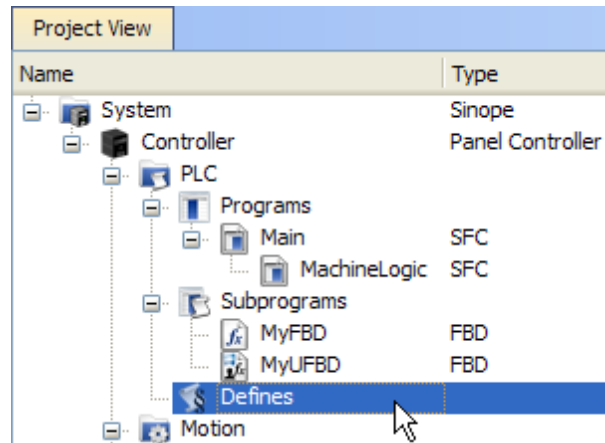 Project View
Name Type
System Sinope
Controller Panel Controller
PLC
Programs
Main SFC
MachineLogic SFC
Subprograms
MyFBD FBD
MyUFBD FBD
Defines
Motion